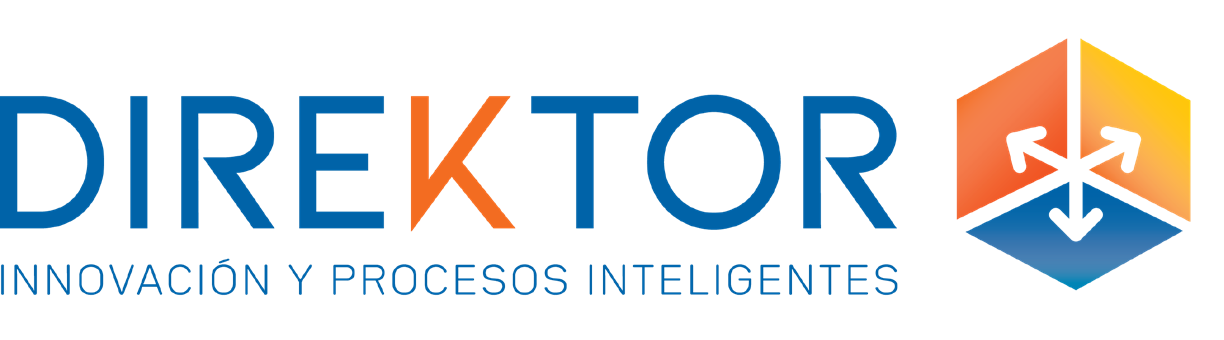 DIREKTOR
INNOVACIÓN Y PROCESOS INTELIGENTES